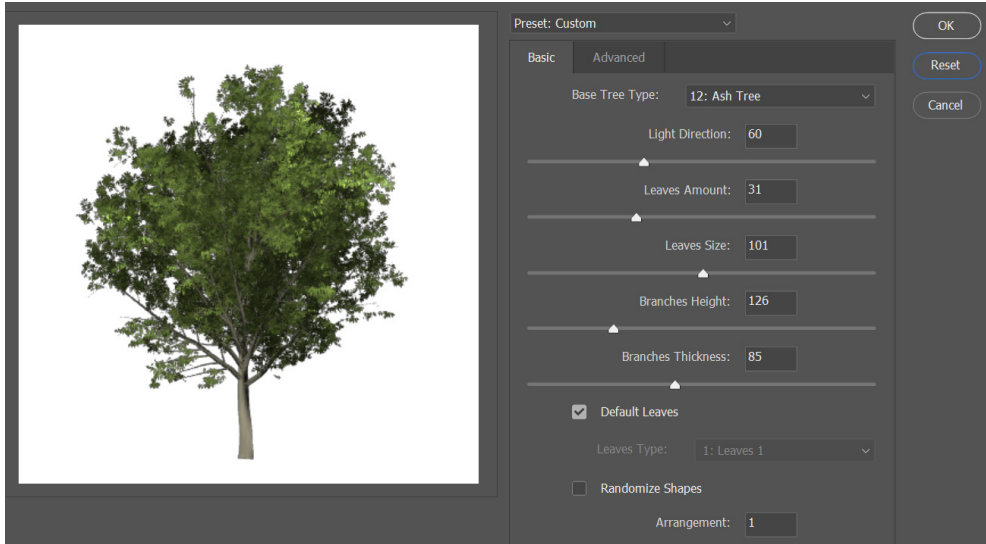 Preset: Custom
OK
Basic Advanced
Reset
Base Tree Type: 12: Ash Tree
Cancel
Light Direction: 60
Leaves Amount: 31
Leaves Size: 101
Branches Height: 126
Branches Thickness: 85
Default Leaves
Leaves Type: 1: Leaves 1
Randomize Shapes
Arrangement: 1